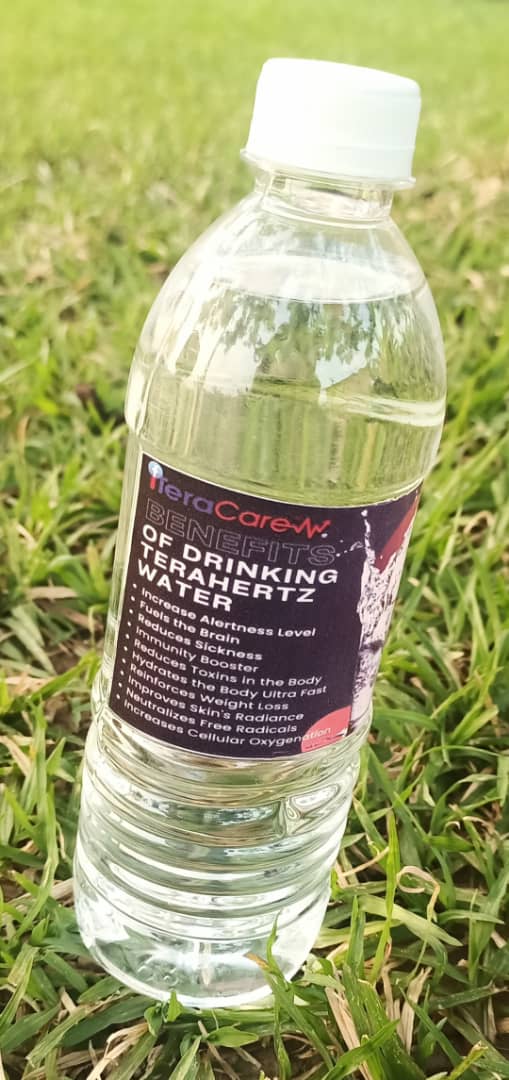 iTeraCare
BENEFITS
OF DRINKING
TERAHERTZ
WATER
• Increase Alertness Level
• Fuels the Brain
• Reduces Sickness
• Immunity Booster
• Reduces Toxins in the Body
• Hydrates the Body Ultra Fast
• Reinforces Weight Loss
• Improves Skin's Radiance
• Neutralizes Free Radicals
• Increases Cellular Oxygenation